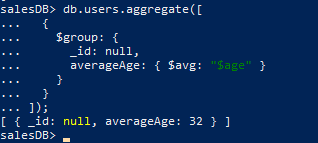 salesDB> db.users.aggregate([
...   {
...     $group: {
...       _id: null,
...       averageAge: { $avg: "$age" }
...     }
...   }
... ]);
[ { _id: null, averageAge: 32 } ]
salesDB>